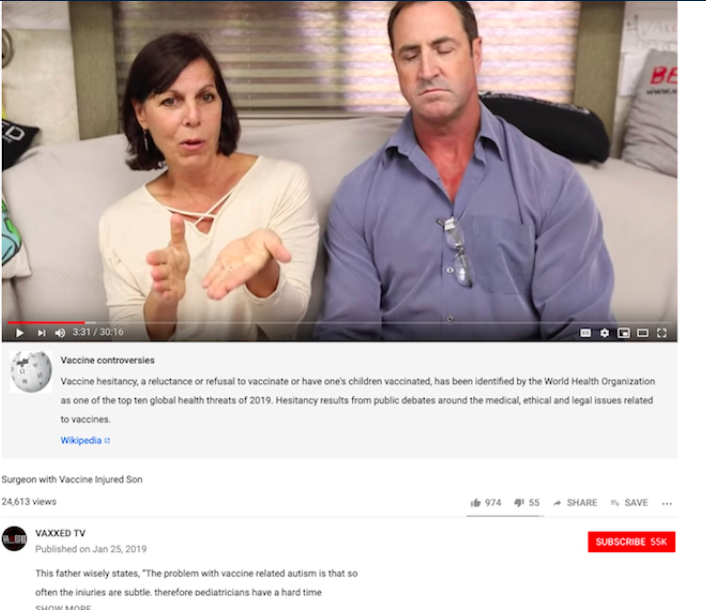 BE
3:31 / 30:16
Vaccine controversies
Vaccine hesitancy, a reluctance or refusal to vaccinate or have one's children vaccinated, has been identified by the World Health Organization
as one of the top ten global health threats of 2019. Hesitancy results from public debates around the medical, ethical and legal issues related
to vaccines.
Wikipedia
Surgeon with Vaccine Injured Son
24,613 views
974 55 SHARE SAVE ...
VAXXED TV
Published on Jan 25, 2019
SUBSCRIBE 55K
This father wisely states, "The problem with vaccine related autism is that so
often the injuries are subtle. therefore pediatricians have a hard time
SHOW MORE